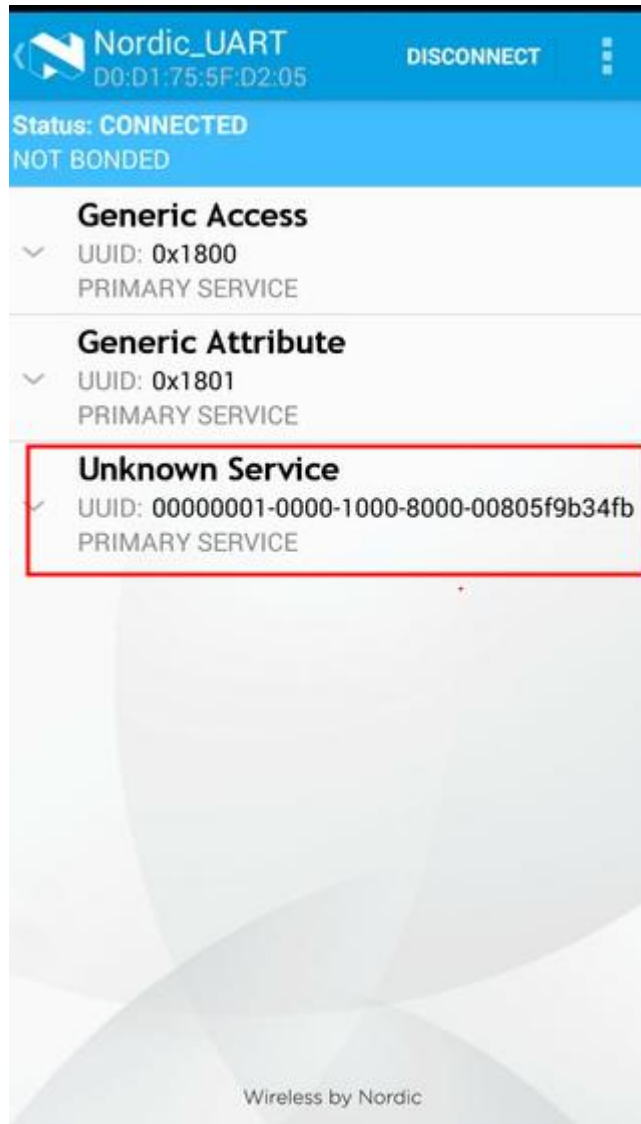 Nordic_UART
DISCONNECT
D0:D1:75:5F:D2:05
Status: CONNECTED
NOT BONDED
Generic Access
UUID: 0x1800
PRIMARY SERVICE
Generic Attribute
UUID: 0x1801
PRIMARY SERVICE
Unknown Service
UUID: 00000001-0000-1000-8000-00805f9b34fb
PRIMARY SERVICE
Wireless by Nordic